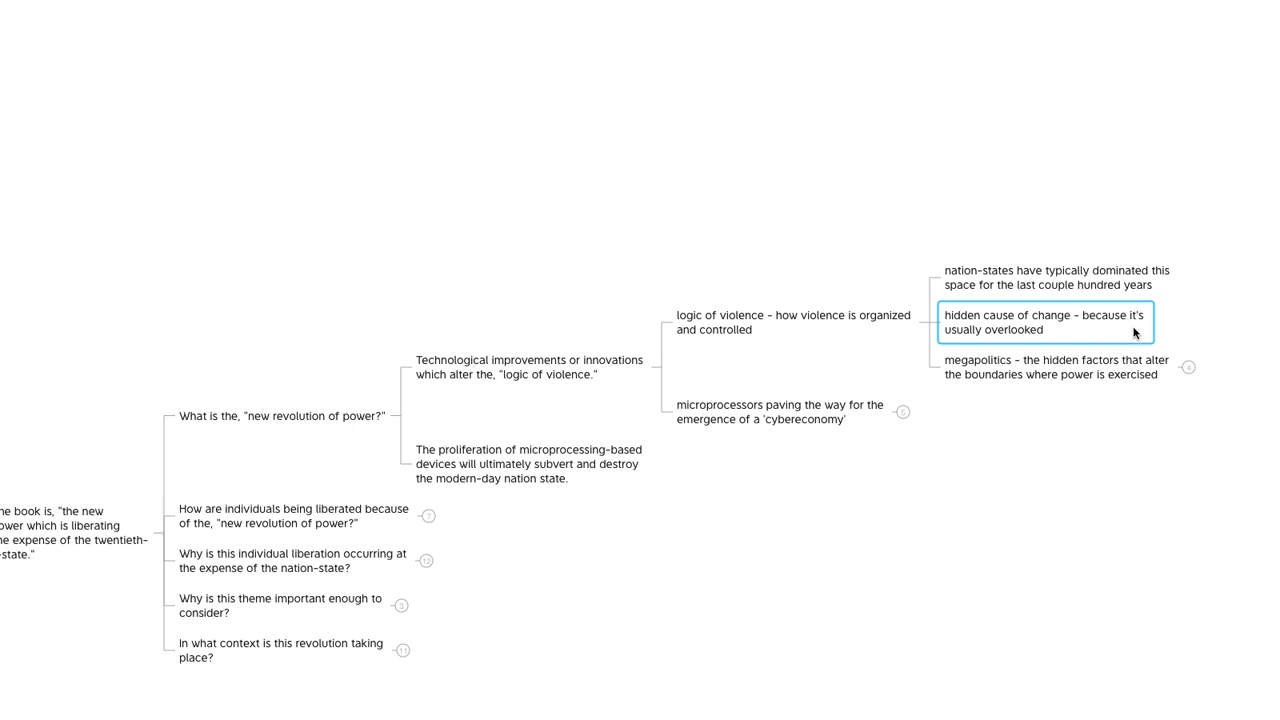 nation-states have typically dominated this
space for the last couple hundred years
logic of violence - how violence is organized
and controlled
hidden cause of change - because it's
usually overlooked
megapolitics - the hidden factors that alter
the boundaries where power is exercised
4
Technological improvements or innovations
which alter the, "logic of violence."
microprocessors paving the way for the
emergence of a 'cybereconomy'
5
What is the, "new revolution of power?"
The proliferation of microprocessing-based
devices will ultimately subvert and destroy
the modern-day nation state.
he book is, "the new
ower which is liberating
he expense of the twentieth-
-state."
How are individuals being liberated because
of the, "new revolution of power?"
7
Why is this individual liberation occurring at
the expense of the nation-state?
12
Why is this theme important enough to
consider?
3
In what context is this revolution taking
place?
11